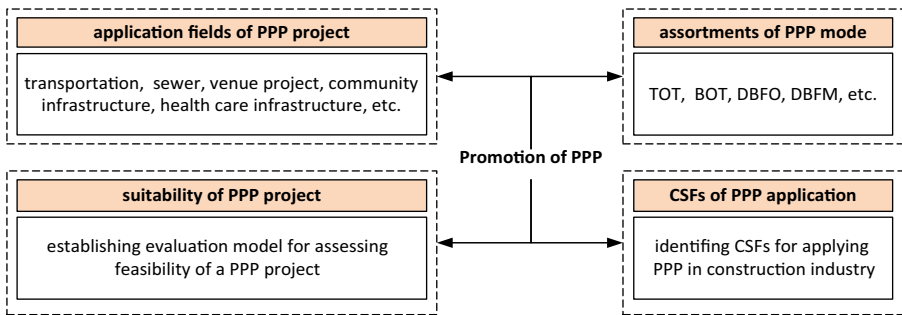 application fields of PPP project
transportation, sewer, venue project, community
infrastructure, health care infrastructure, etc.
assortments of PPP mode
TOT, BOT, DBFO, DBFM, etc.
Promotion of PPP
suitability of PPP project
establishing evaluation model for assessing
feasibility of a PPP project
CSFs of PPP application
identifing CSFs for applying
PPP in construction industry